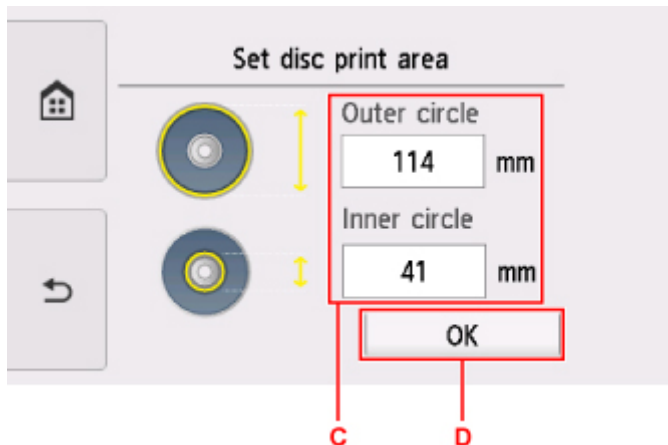 Set disc print area
Outer circle
114 mm
Inner circle
41 mm
OK
C D